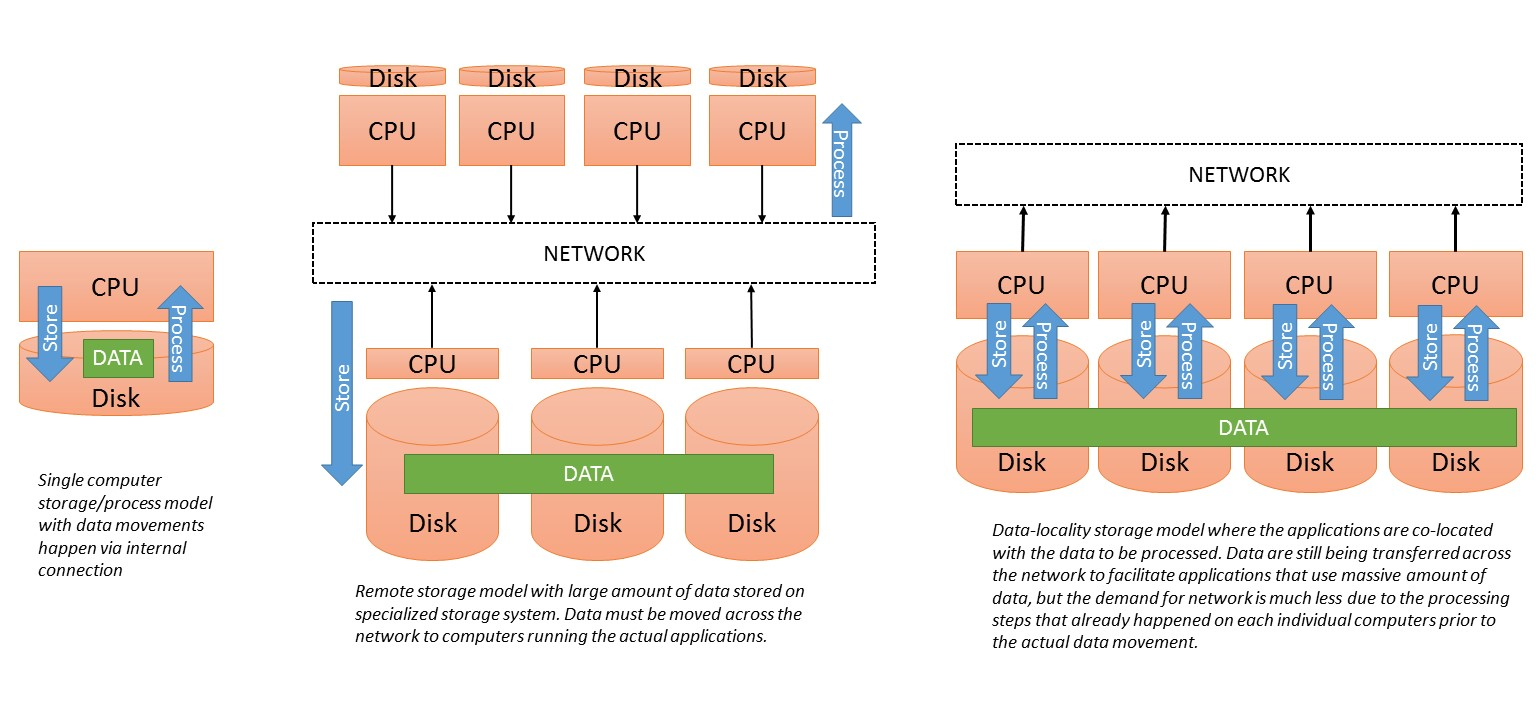 CPU
Store
Process
DATA
Disk
Single computer
storage/process model
with data movements
happen via internal
connection
Disk Disk Disk Disk
CPU CPU CPU CPU
Process
NETWORK
Store
CPU CPU CPU
DATA
Disk Disk Disk
Remote storage model with large amount of data stored on
specialized storage system. Data must be moved across the
network to computers running the actual applications.
NETWORK
CPU CPU CPU CPU
Store Process Store Process Store Process Store Process
DATA
Disk Disk Disk Disk
Data-locality storage model where the applications are co-located
with the data to be processed. Data are still being transferred across
the network to facilitate applications that use massive amount of
data, but the demand for network is much less due to the processing
steps that already happened on each individual computers prior to
the actual data movement.